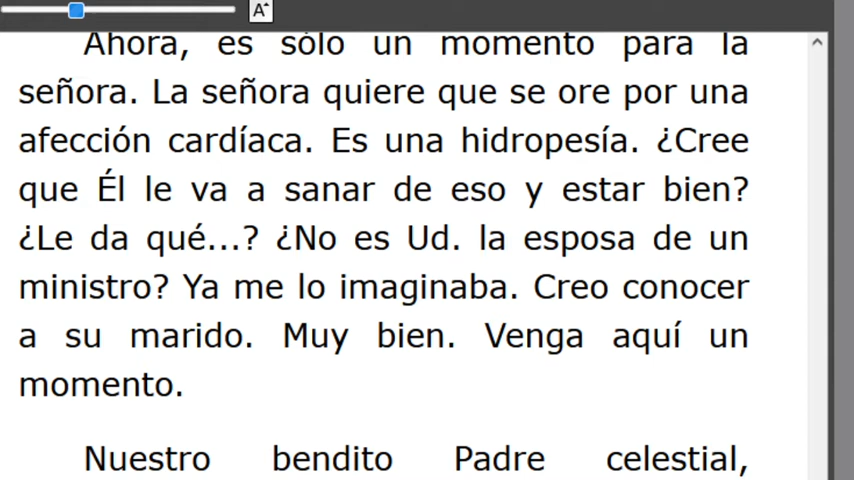 A
Ahora, es sólo un momento para la
señora. La señora quiere que se ore por una
afección cardíaca. Es una hidropesía. ¿Cree
que Él le va a sanar de eso y estar bien?
¿Le da qué...? ¿No es Ud. la esposa de un
ministro? Ya me lo imaginaba. Creo conocer
a su marido. Muy bien. Venga aquí un
momento.
Nuestro bendito Padre celestial,